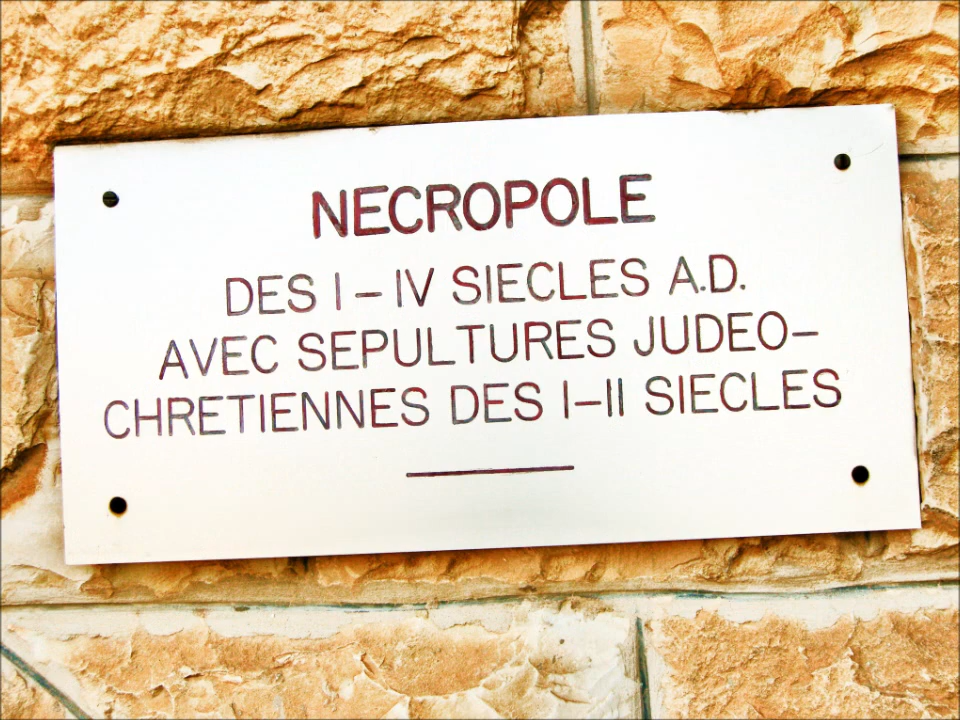 NECROPOLE
DES I – IV SIECLES A.D.
AVEC SEPULTURES JUDEO–
CHRETIENNES DES I–II SIECLES